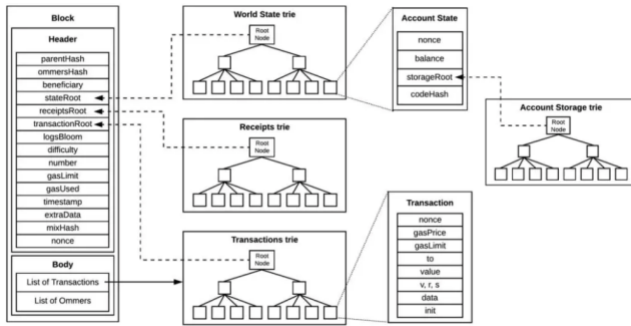 Block
Header
parentHash
ommersHash
beneficiary
stateRoot
receiptsRoot
transactionRoot
logsBloom
difficulty
number
gasLimit
gasUsed
timestamp
extraData
mixHash
nonce
Body
List of Transactions
List of Ommers
World State trie
Root
Node
Receipts trie
Root
Node
Transactions trie
Root
Node
Account State
nonce
balance
storageRoot
codeHash
Account Storage trie
Root
Node
Transaction
nonce
gasPrice
gasLimit
to
value
v, r, s
data
init